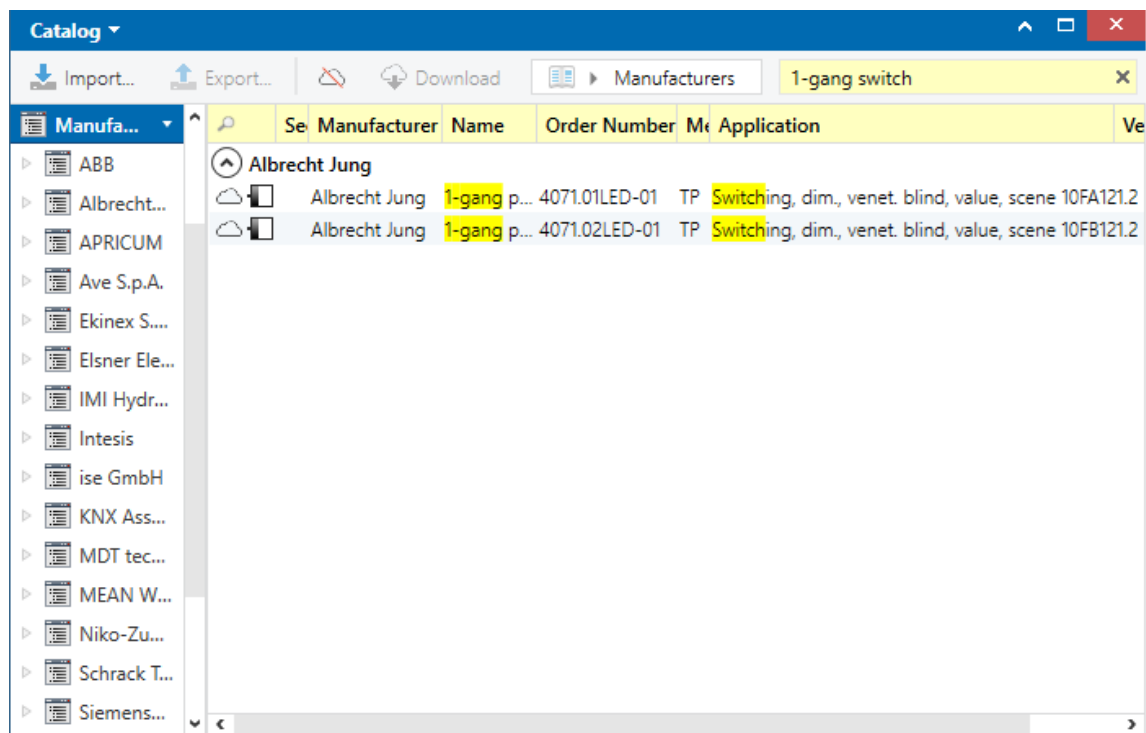 Catalog
Import... Export... Download Manufacturers 1-gang switch
Manufa... Se Manufacturer Name Order Number Me Application Ve
ABB
Albrecht...
APRICUM
Ave S.p.A.
Ekinex S....
Elsner Ele...
IMI Hydr...
Intesis
ise GmbH
KNX Ass...
MDT tec...
MEAN W...
Niko-Zu...
Schrack T...
Siemens...
Albrecht Jung
Albrecht Jung 1-gang p... 4071.01LED-01 TP Switching, dim., venet. blind, value, scene 10FA121.2
Albrecht Jung 1-gang p... 4071.02LED-01 TP Switching, dim., venet. blind, value, scene 10FB121.2